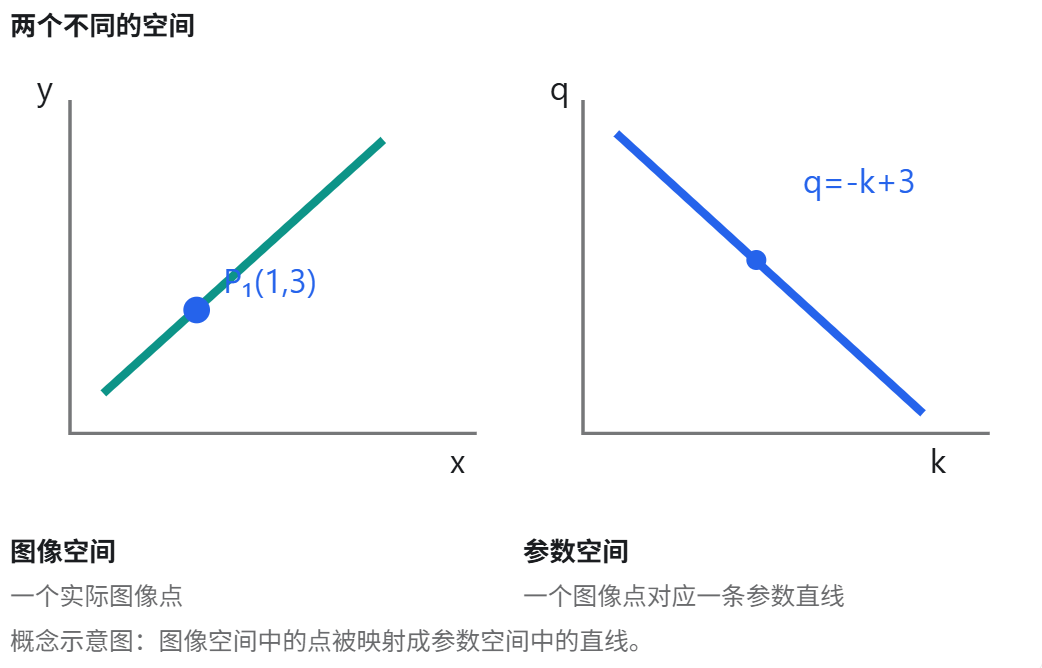 两个不同的空间
y
P₁(1,3)
x
q
q=-k+3
k
图像空间
一个实际图像点
参数空间
一个图像点对应一条参数直线
概念示意图：图像空间中的点被映射成参数空间中的直线。